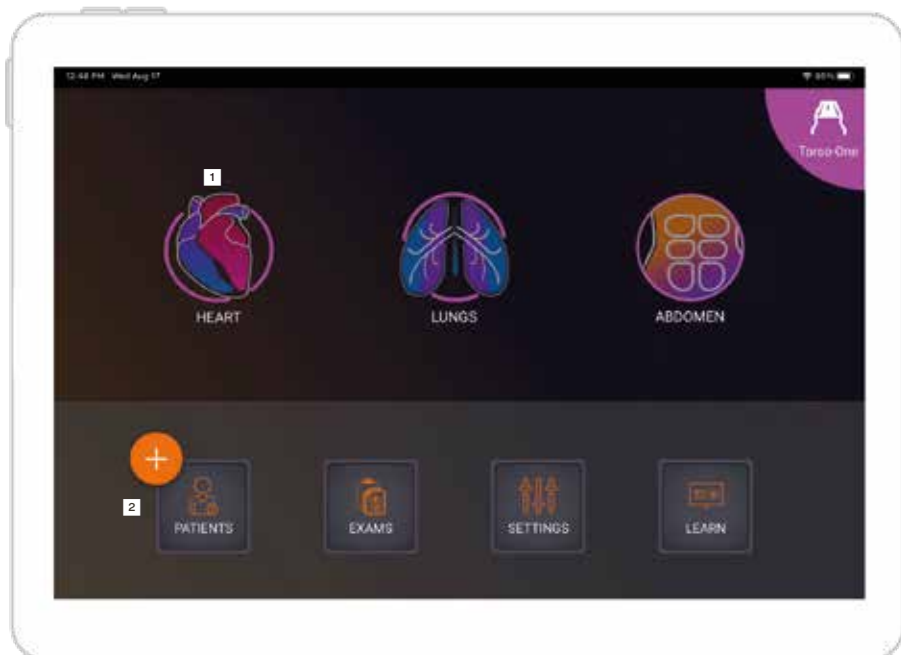 12:48 PM Wed Aug 17
Torso-One
1
HEART
LUNGS
ABDOMEN
2
PATIENTS
EXAMS
SETTINGS
LEARN